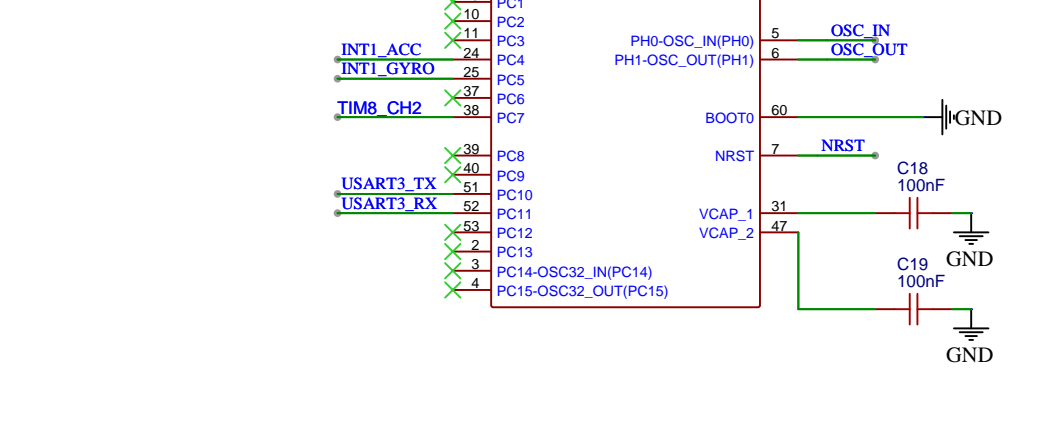 PC1
10 PC2
11 PC3
INT1_ACC 24 PC4
INT1_GYRO 25 PC5
37 PC6
TIM8_CH2 38 PC7
39 PC8
40 PC9
USART3_TX 51 PC10
USART3_RX 52 PC11
53 PC12
2 PC13
3 PC14-OSC32_IN(PC14)
4 PC15-OSC32_OUT(PC15)
PH0-OSC_IN(PH0) 5 OSC_IN
PH1-OSC_OUT(PH1) 6 OSC_OUT
BOOT0 60 GND
NRST 7 NRST
C18
100nF
VCAP_1 31
VCAP_2 47
GND
C19
100nF
GND